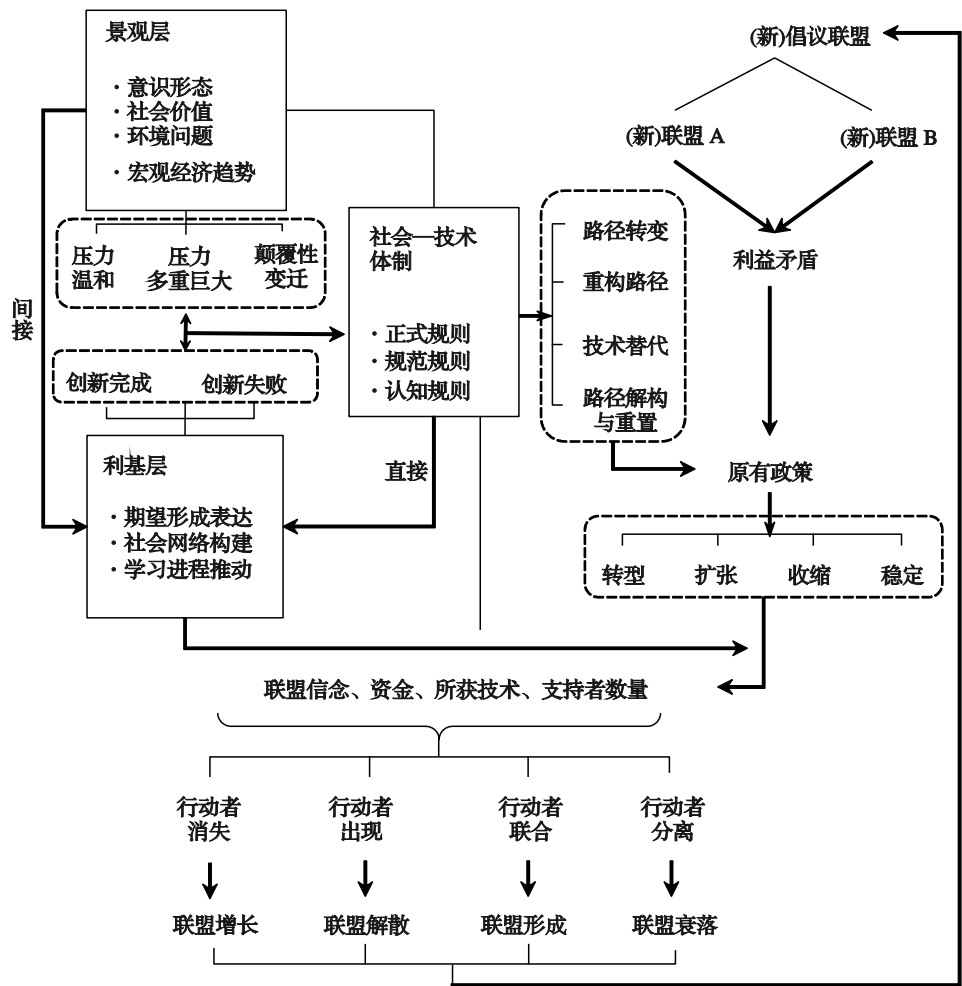 景观层
· 意识形态
· 社会价值
· 环境问题
· 宏观经济趋势
压力
温和
压力
多重巨大
颠覆性
变迁
间
接
创新完成
创新失败
利基层
· 期望形成表达
· 社会网络构建
· 学习进程推动
社会—技术
体制
· 正式规则
· 规范规则
· 认知规则
直接
路径转变
重构路径
技术替代
路径解构
与重置
(新)倡议联盟
(新)联盟 A
(新)联盟 B
利益矛盾
原有政策
转型
扩张
收缩
稳定
联盟信念、资金、所获技术、支持者数量
行动者
消失
行动者
出现
行动者
联合
行动者
分离
联盟增长
联盟解散
联盟形成
联盟衰落